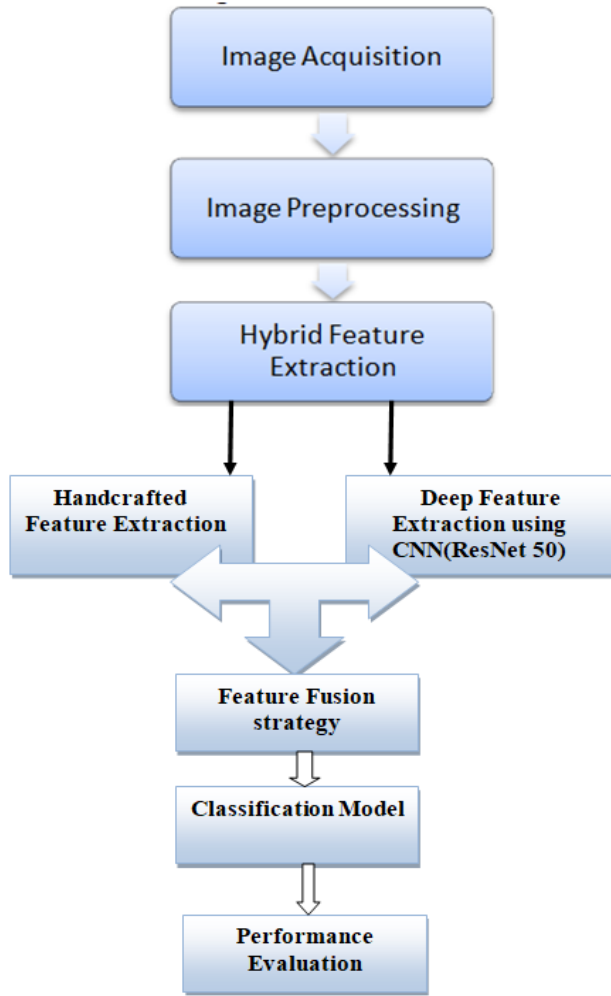 Image Acquisition
Image Preprocessing
Hybrid Feature
Extraction
Handcrafted
Feature Extraction
Deep Feature
Extraction using
CNN(ResNet 50)
Feature Fusion
strategy
Classification Model
Performance
Evaluation